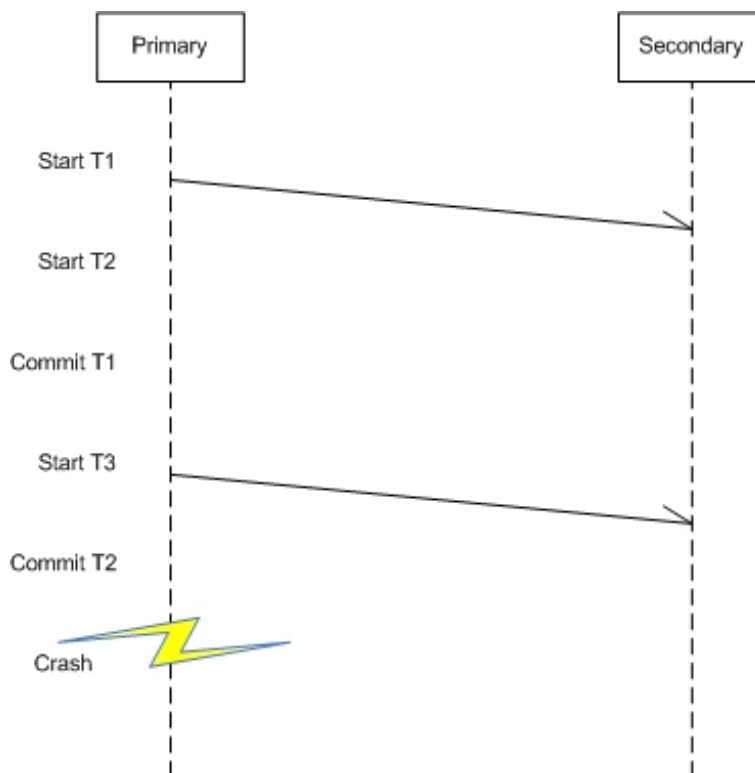 Primary
Secondary
Start T1
Start T2
Commit T1
Start T3
Commit T2
Crash